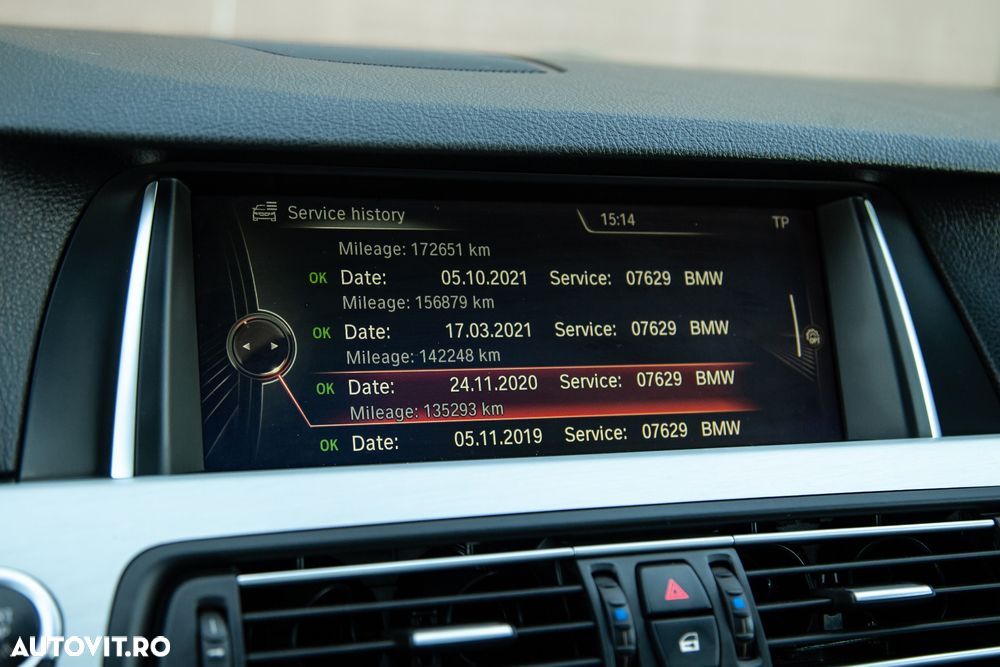 Service history 15:14 TP
Mileage: 172651 km
OK Date: 05.10.2021 Service: 07629 BMW
Mileage: 156879 km
OK Date: 17.03.2021 Service: 07629 BMW
Mileage: 142248 km
OK Date: 24.11.2020 Service: 07629 BMW
Mileage: 135293 km
OK Date: 05.11.2019 Service: 07629 BMW
AUTOVIT.RO